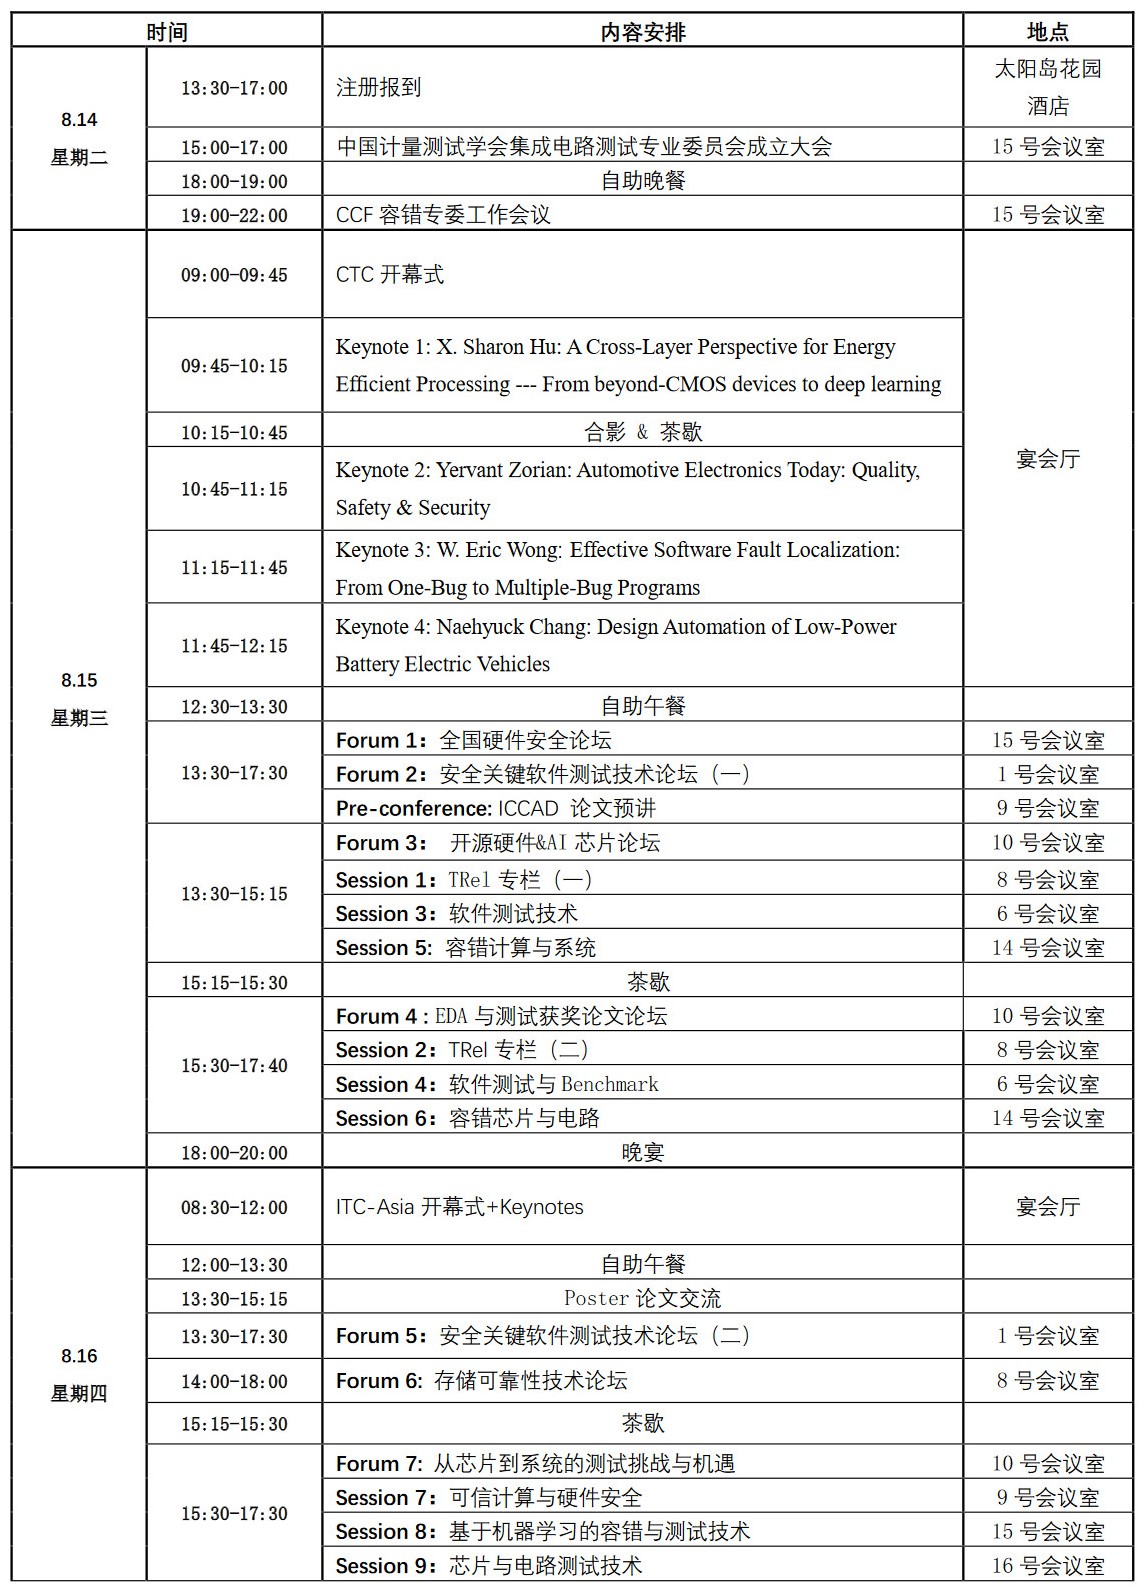 时间 内容安排 地点
8.14
星期二
13:30-17:00 注册报到 太阳岛花园
酒店
15:00-17:00 中国计量测试学会集成电路测试专业委员会成立大会 15 号会议室
18:00-19:00 自助晚餐
19:00-22:00 CCF 容错专委工作会议 15 号会议室
8.15
星期三
09:00-09:45 CTC 开幕式
宴会厅
09:45-10:15 Keynote 1: X. Sharon Hu: A Cross-Layer Perspective for Energy
Efficient Processing --- From beyond-CMOS devices to deep learning
10:15-10:45 合影 & 茶歇
10:45-11:15 Keynote 2: Yervant Zorian: Automotive Electronics Today: Quality,
Safety & Security
11:15-11:45 Keynote 3: W. Eric Wong: Effective Software Fault Localization:
From One-Bug to Multiple-Bug Programs
11:45-12:15 Keynote 4: Naehyuck Chang: Design Automation of Low-Power
Battery Electric Vehicles
12:30-13:30 自助午餐
13:30-17:30
Forum 1：全国硬件安全论坛 15 号会议室
Forum 2：安全关键软件测试技术论坛（一） 1 号会议室
Pre-conference: ICCAD 论文预讲 9 号会议室
13:30-15:15
Forum 3： 开源硬件&AI 芯片论坛 10 号会议室
Session 1：TRel 专栏（一） 8 号会议室
Session 3：软件测试技术 6 号会议室
Session 5: 容错计算与系统 14 号会议室
15:15-15:30 茶歇
15:30-17:40
Forum 4 : EDA 与测试获奖论文论坛 10 号会议室
Session 2：TRel 专栏（二） 8 号会议室
Session 4：软件测试与 Benchmark 6 号会议室
Session 6：容错芯片与电路 14 号会议室
18:00-20:00 晚宴
8.16
星期四
08:30-12:00 ITC-Asia 开幕式+Keynotes 宴会厅
12:00-13:30 自助午餐
13:30-15:15 Poster 论文交流
13:30-17:30 Forum 5：安全关键软件测试技术论坛（二） 1 号会议室
14:00-18:00 Forum 6: 存储可靠性技术论坛 8 号会议室
15:15-15:30 茶歇
15:30-17:30
Forum 7: 从芯片到系统的测试挑战与机遇 10 号会议室
Session 7：可信计算与硬件安全 9 号会议室
Session 8：基于机器学习的容错与测试技术 15 号会议室
Session 9：芯片与电路测试技术 16 号会议室